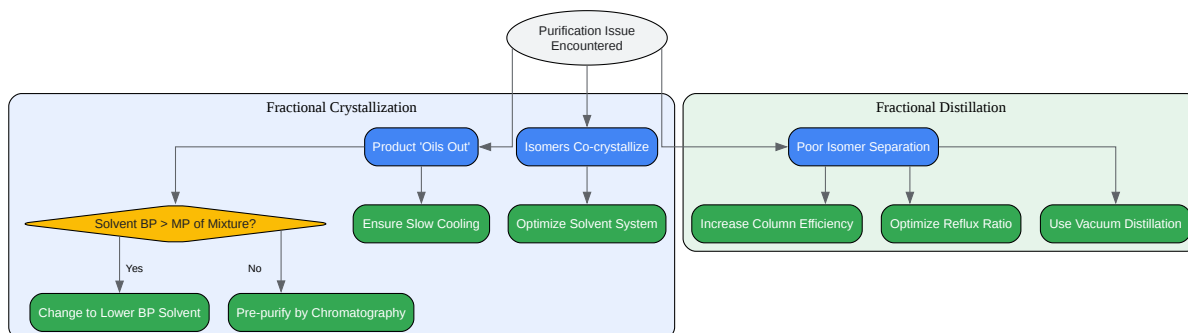 Purification Issue
Encountered
Fractional Crystallization
Fractional Distillation
Product 'Oils Out'
Isomers Co-crystallize
Poor Isomer Separation
Solvent BP > MP of Mixture?
Ensure Slow Cooling
Optimize Solvent System
Increase Column Efficiency
Optimize Reflux Ratio
Use Vacuum Distillation
Yes
No
Change to Lower BP Solvent
Pre-purify by Chromatography